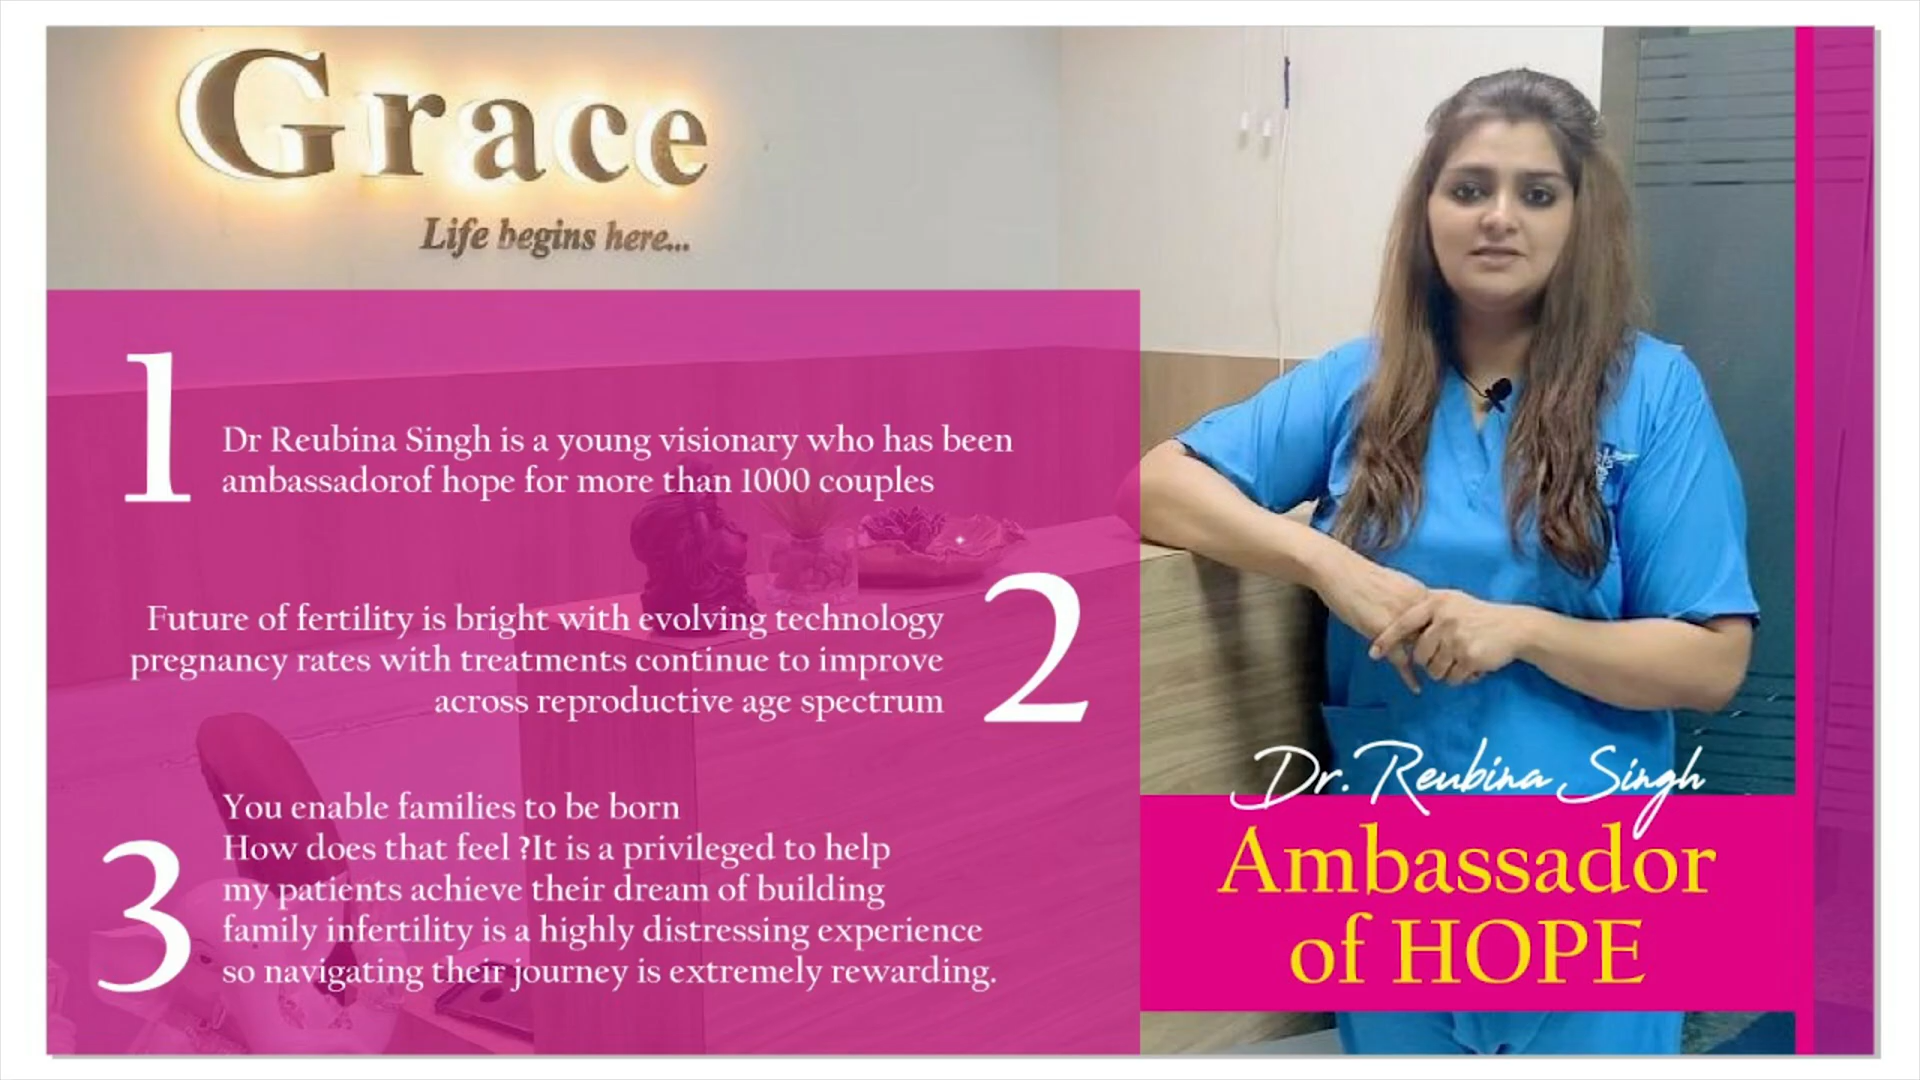 Grace
Life begins here...
1
Dr Reubina Singh is a young visionary who has been
ambassadorof hope for more than 1000 couples
2
Future of fertility is bright with evolving technology
pregnancy rates with treatments continue to improve
across reproductive age spectrum
3
You enable families to be born
How does that feel ?It is a privileged to help
my patients achieve their dream of building
family infertility is a highly distressing experience
so navigating their journey is extremely rewarding.
Dr. Reubina Singh
Ambassador
of HOPE